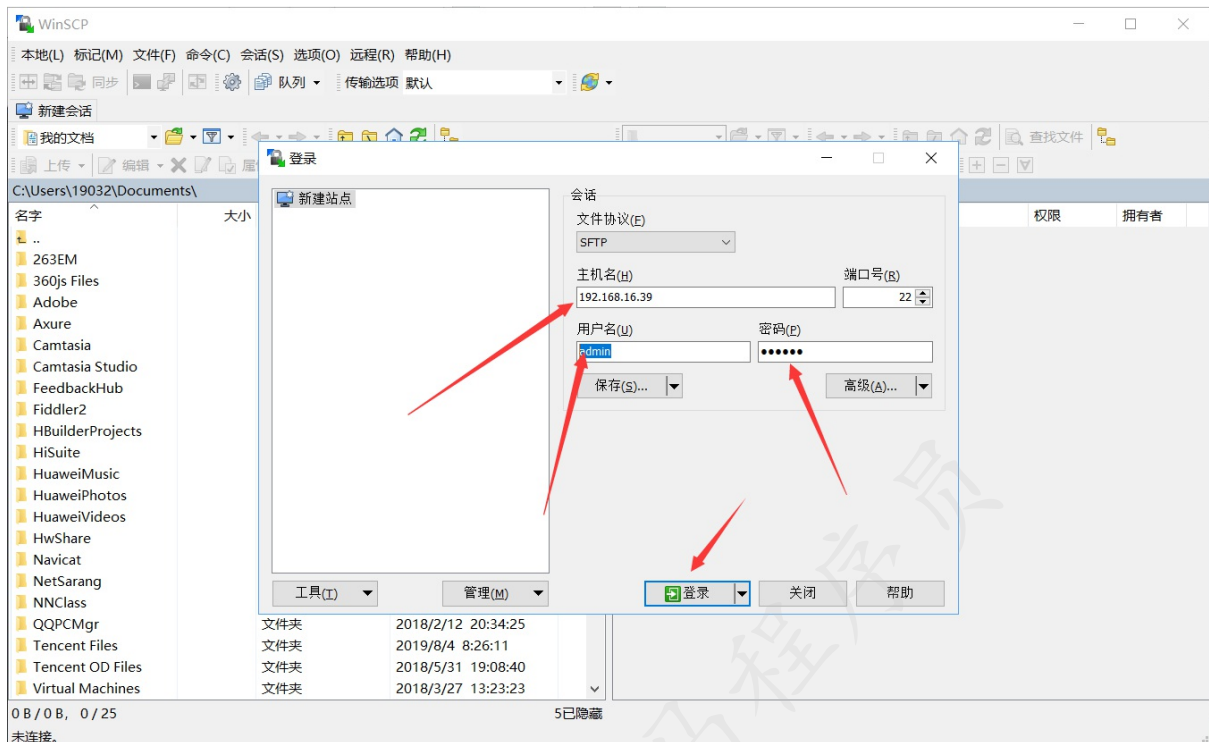 WinSCP
本地(L) 标记(M) 文件(F) 命令(C) 会话(S) 选项(O) 远程(R) 帮助(H)
同步 队列 传输选项 默认
新建会话
我的文档 查找文件
上传 编辑
C:\Users\19032\Documents\
名字 大小 权限 拥有者
..
263EM
360js Files
Adobe
Axure
Camtasia
Camtasia Studio
FeedbackHub
Fiddler2
HBuilderProjects
HiSuite
HuaweiMusic
HuaweiPhotos
HuaweiVideos
HwShare
Navicat
NetSarang
NNClass
QQPCMgr 文件夹 2018/2/12 20:34:25
Tencent Files 文件夹 2019/8/4 8:26:11
Tencent OD Files 文件夹 2018/5/31 19:08:40
Virtual Machines 文件夹 2018/3/27 13:23:23
0 B / 0 B, 0 / 25 5已隐藏
未连接。
登录
新建站点
会话
文件协议(F)
SFTP
主机名(H) 端口号(R)
192.168.16.39 22
用户名(U) 密码(P)
admin ••••••
保存(S)... 高级(A)...
工具(T) 管理(M) 登录 关闭 帮助
程序员